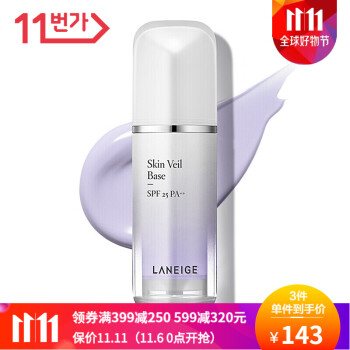 11번가
11.11
全球好物节
Skin Veil
Base
SPF 25 PA++
LANEIGE
11.11
领券满399减250 599减320元
保价11.11（11.6 0点开抢）
3件
单件到手价
￥143